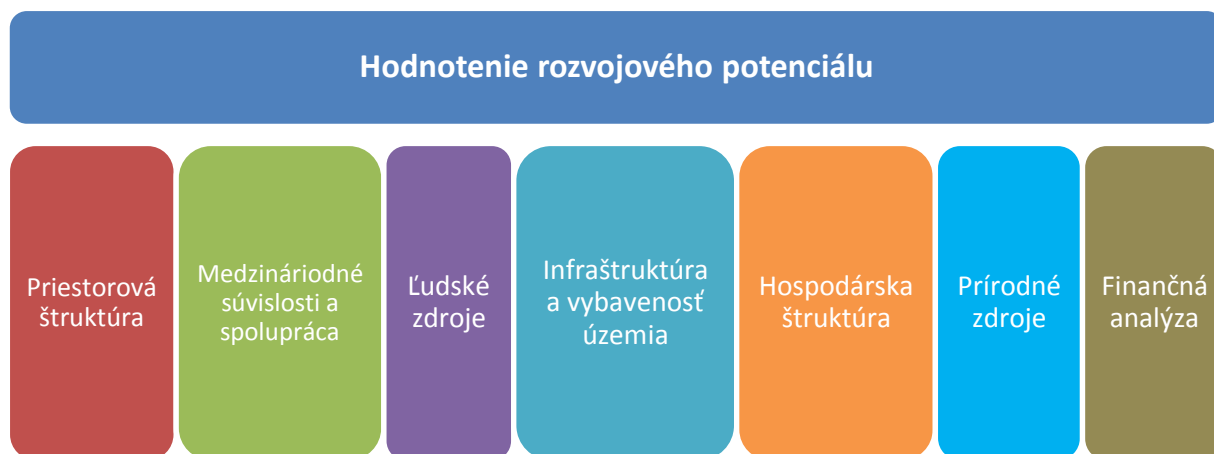 Hodnotenie rozvojového potenciálu
Priestorová
štruktúra
Medzináriodné
súvislosti a
spolupráca
Ľudské
zdroje
Infraštruktúra
a vybavenosť
územia
Hospodárska
štruktúra
Prírodné
zdroje
Finančná
analýza